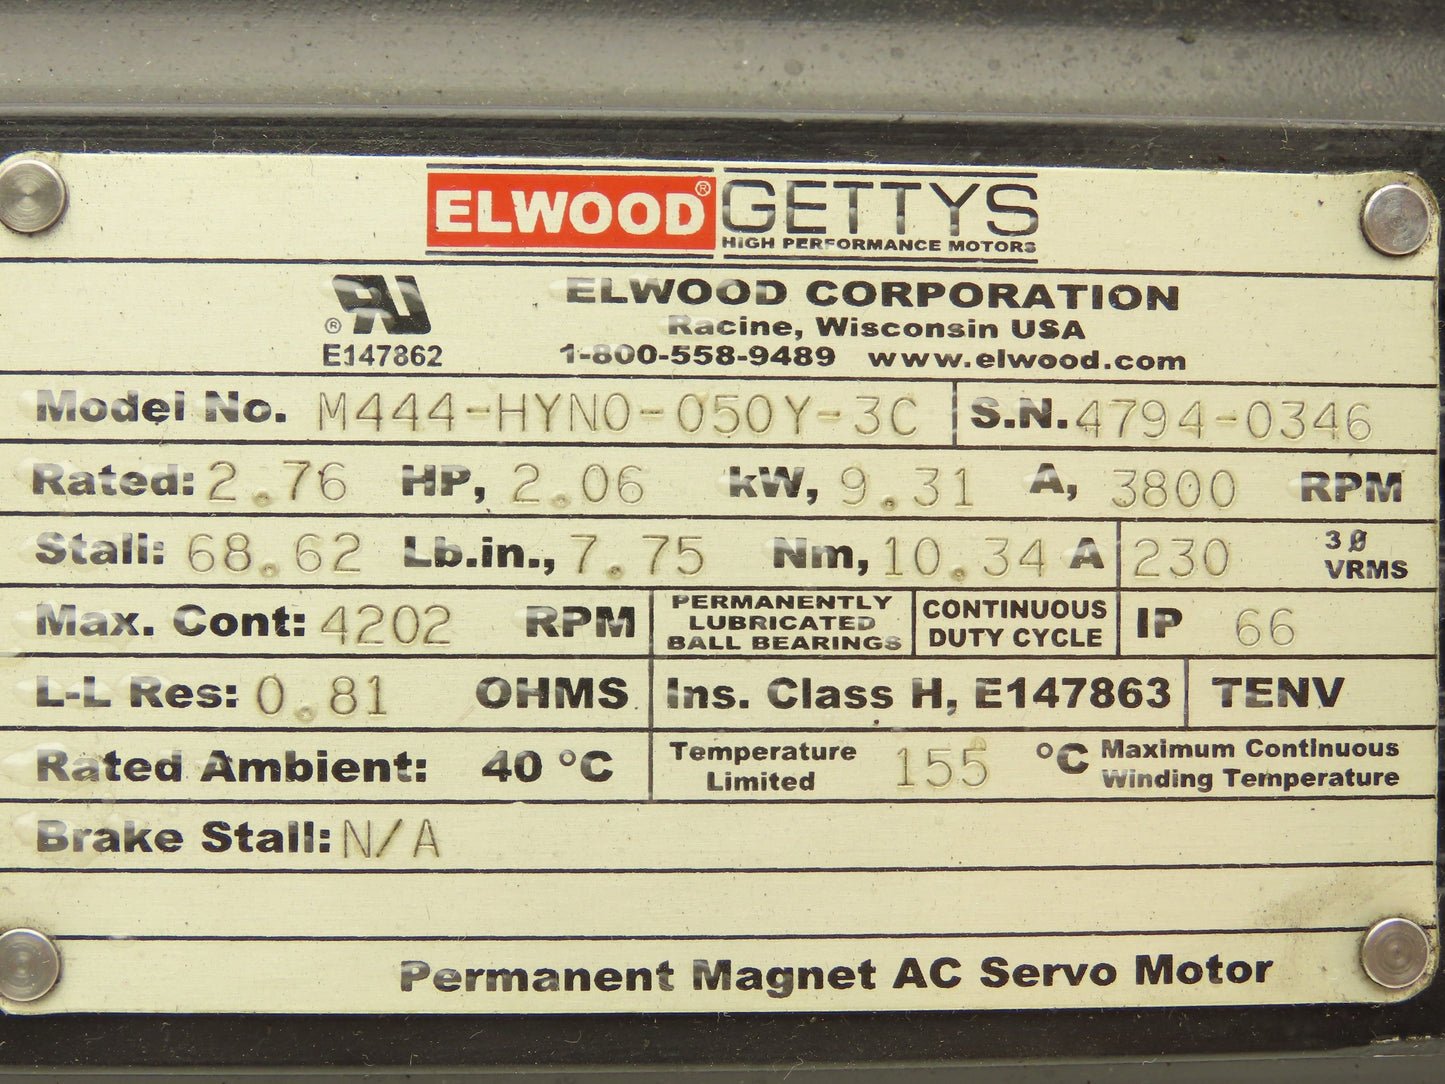 ELWOOD® GETTYS
HIGH PERFORMANCE MOTORS
ELWOOD CORPORATION
Racine, Wisconsin USA
® E147862 1-800-558-9489 www.elwood.com
Model No. M444-HYNO-050Y-3C S.N. 4794-0346
Rated: 2.76 HP, 2.06 kW, 9.31 A, 3800 RPM
Stall: 68.62 Lb.in., 7.75 Nm, 10.34 A 230 3Ø VRMS
Max. Cont: 4202 RPM PERMANENTLY LUBRICATED BALL BEARINGS CONTINUOUS DUTY CYCLE IP 66
L-L Res: 0.81 OHMS Ins. Class H, E147863 TENV
Rated Ambient: 40 °C Temperature Limited 155 °C Maximum Continuous Winding Temperature
Brake Stall: N/A
Permanent Magnet AC Servo Motor